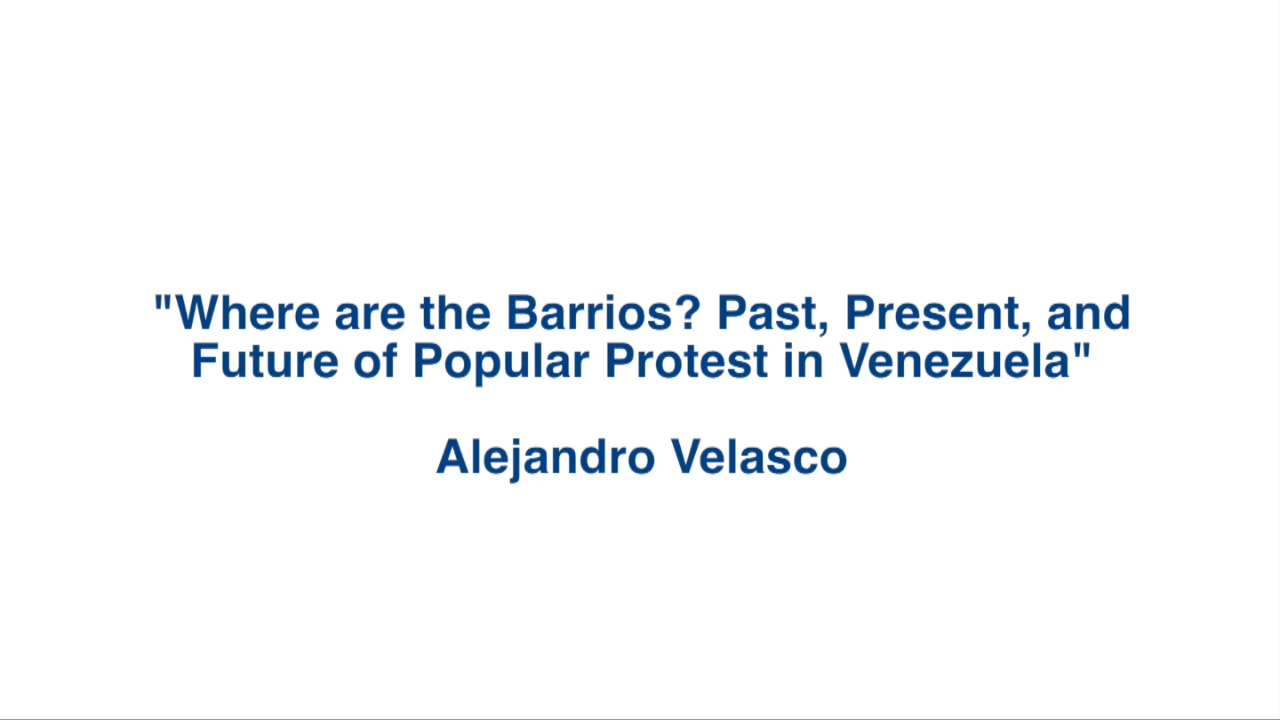 "Where are the Barrios? Past, Present, and
Future of Popular Protest in Venezuela"
Alejandro Velasco